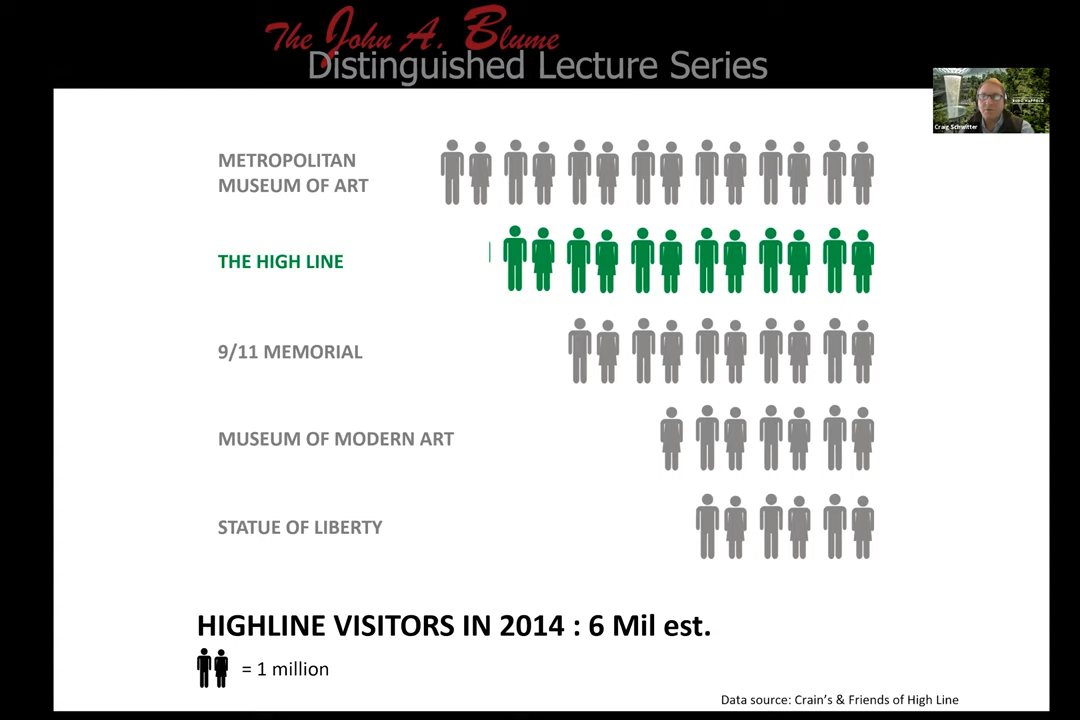 The John A. Blume
Distinguished Lecture Series
BURO HAPPOLD
Craig Schwitter
METROPOLITAN
MUSEUM OF ART
THE HIGH LINE
9/11 MEMORIAL
MUSEUM OF MODERN ART
STATUE OF LIBERTY
HIGHLINE VISITORS IN 2014 : 6 Mil est.
= 1 million
Data source: Crain's & Friends of High Line